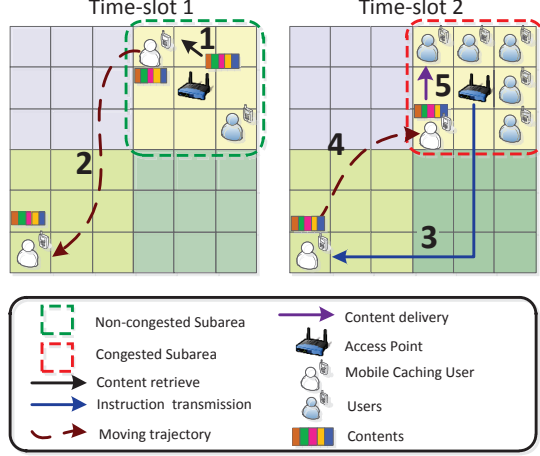 Time-slot 1
Time-slot 2
1
2
5
4
3
Non-congested Subarea
Congested Subarea
Content retrieve
Instruction transmission
Moving trajectory
Content delivery
Access Point
Mobile Caching User
Users
Contents